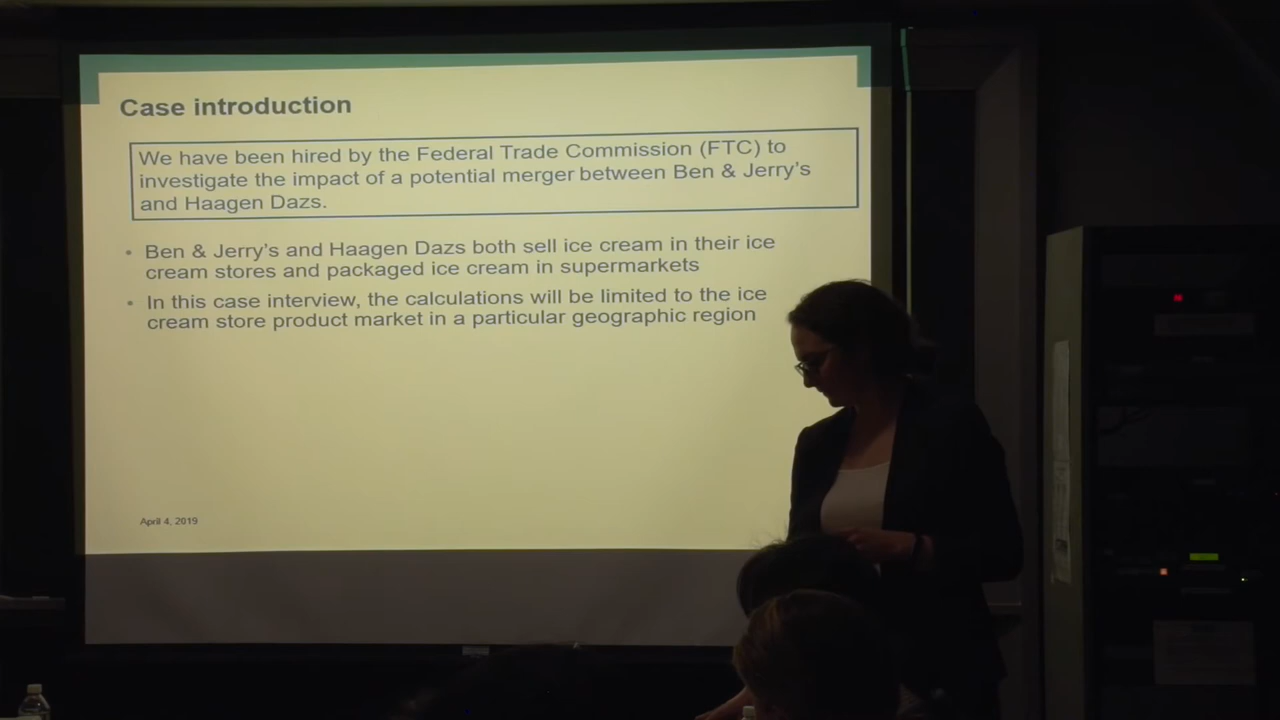 Case introduction
We have been hired by the Federal Trade Commission (FTC) to
investigate the impact of a potential merger between Ben & Jerry's
and Haagen Dazs.
• Ben & Jerry's and Haagen Dazs both sell ice cream in their ice
cream stores and packaged ice cream in supermarkets
• In this case interview, the calculations will be limited to the ice
cream store product market in a particular geographic region
April 4, 2019